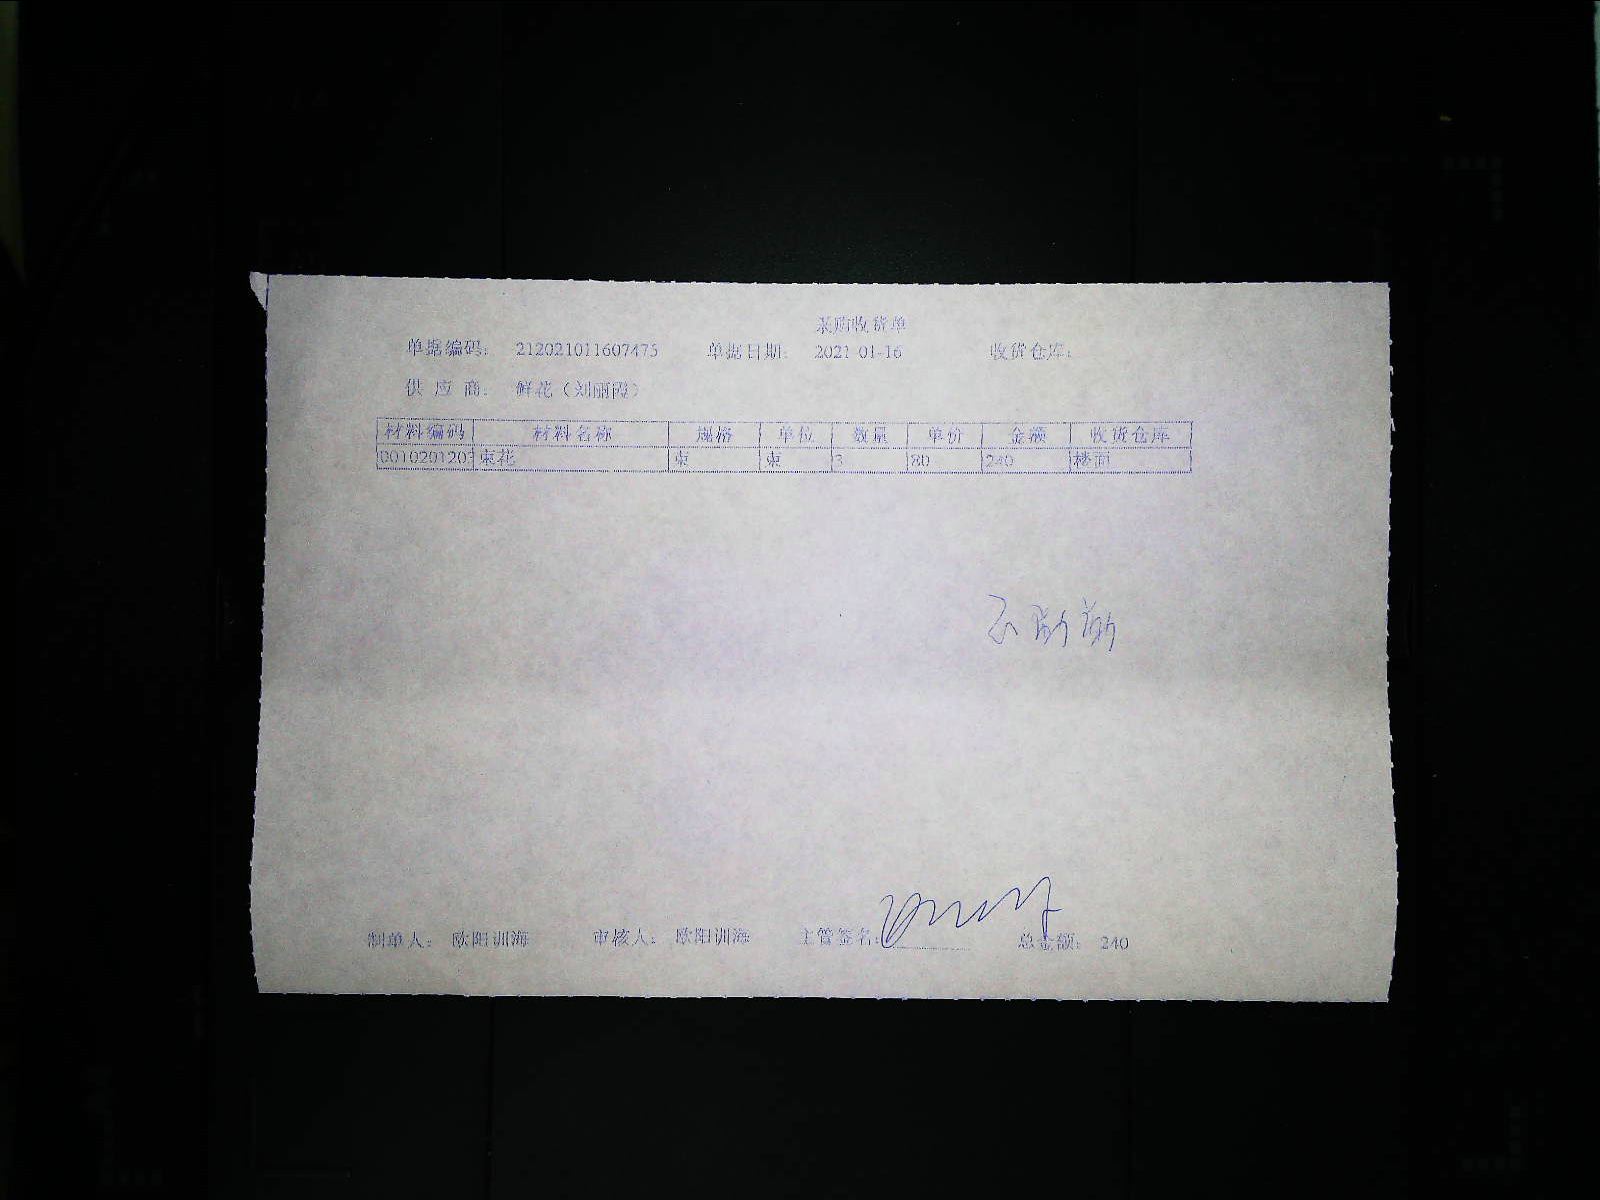 采购收货单
单据编码: 212021011607475 单据日期: 2021-01-16 收货仓库:
供 应 商: 鲜花（刘丽霞）
材料编码 材料名称 规格 单位 数量 单价 金额 收货仓库
0010201203 束花 束 束 3 80 240 楼面
制单人: 欧阳训海 审核人: 欧阳训海 主管签名: 总金额: 240